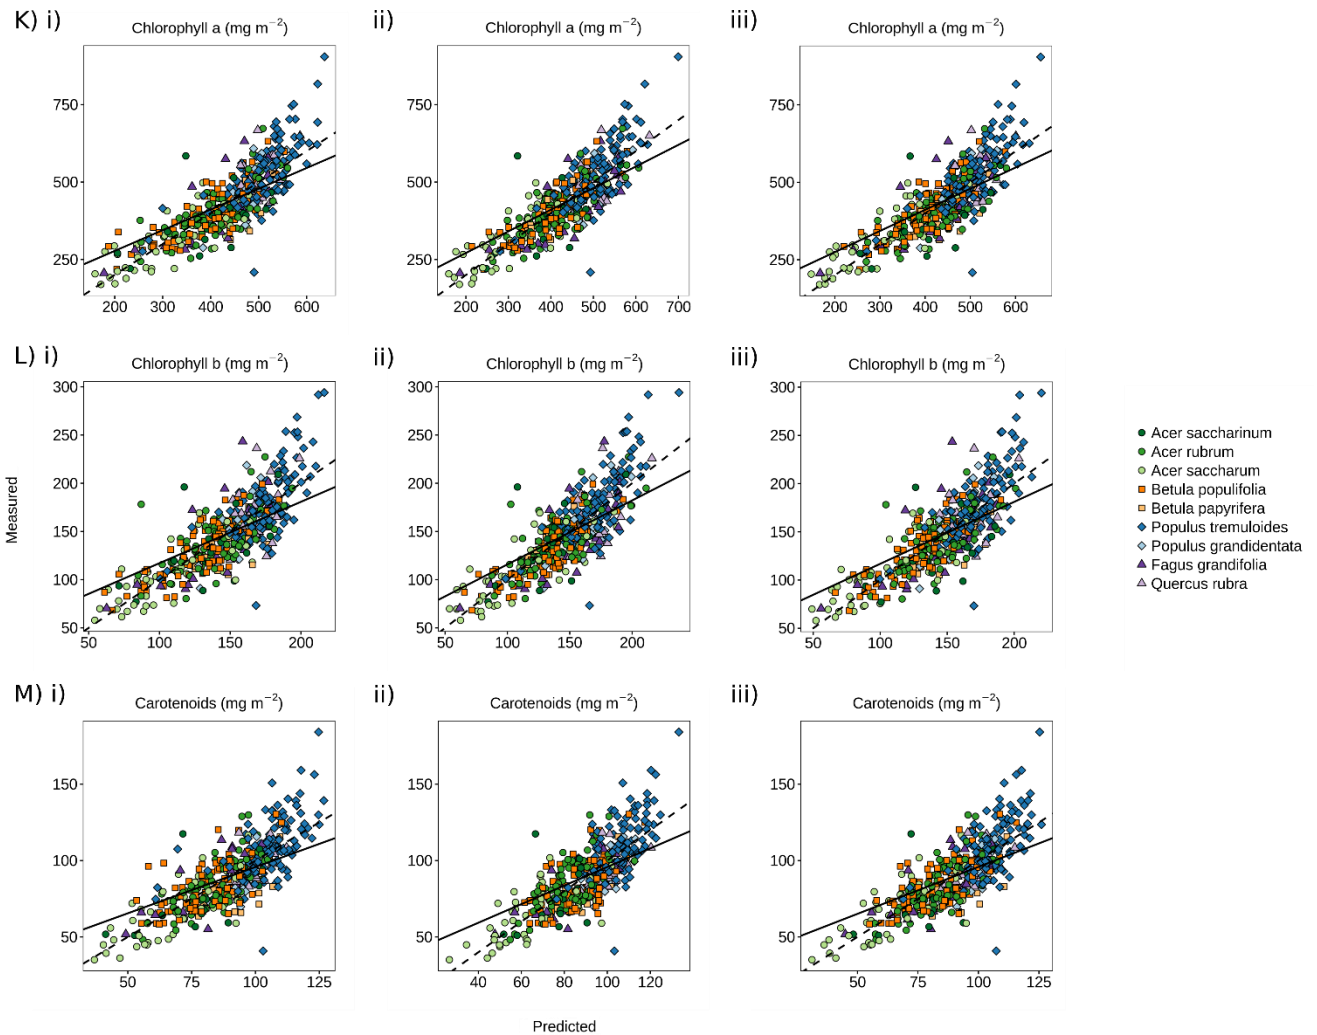 K) i)
Chlorophyll a (mg m⁻²)
ii)
Chlorophyll a (mg m⁻²)
iii)
Chlorophyll a (mg m⁻²)
750
500
250
200 300 400 500 600
750
500
250
200 300 400 500 600 700
750
500
250
200 300 400 500 600
L) i)
Chlorophyll b (mg m⁻²)
ii)
Chlorophyll b (mg m⁻²)
iii)
Chlorophyll b (mg m⁻²)
300
250
200
150
100
50
50 100 150 200
300
250
200
150
100
50
50 100 150 200
300
250
200
150
100
50
50 100 150 200
Measured
Acer saccharinum
Acer rubrum
Acer saccharum
Betula populifolia
Betula papyrifera
Populus tremuloides
Populus grandidentata
Fagus grandifolia
Quercus rubra
M) i)
Carotenoids (mg m⁻²)
ii)
Carotenoids (mg m⁻²)
iii)
Carotenoids (mg m⁻²)
150
100
50
50 75 100 125
150
100
50
40 60 80 100 120
150
100
50
50 75 100 125
Predicted